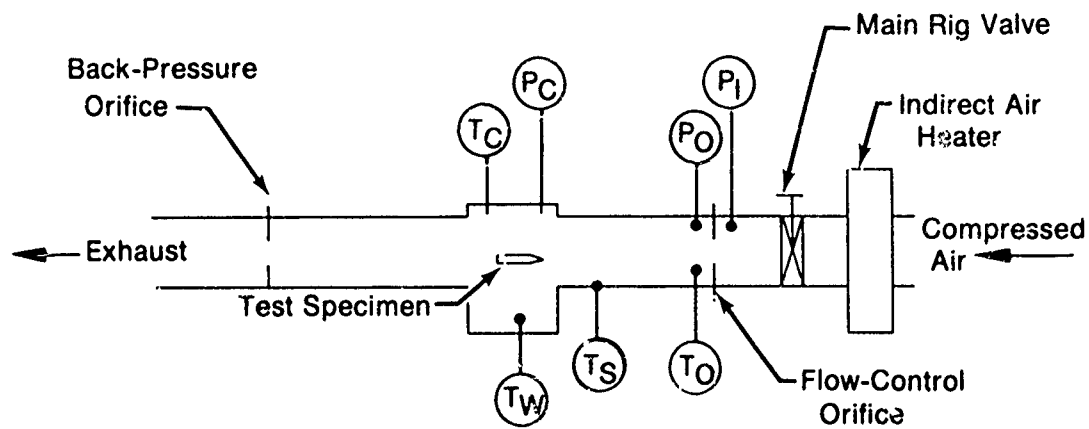 Main Rig Valve
Back-Pressure
Orifice
PC
PI
TC
PO
Indirect Air
Heater
Exhaust
Compressed
Air
Test Specimen
TS
TO
TW
Flow-Control
Orifice